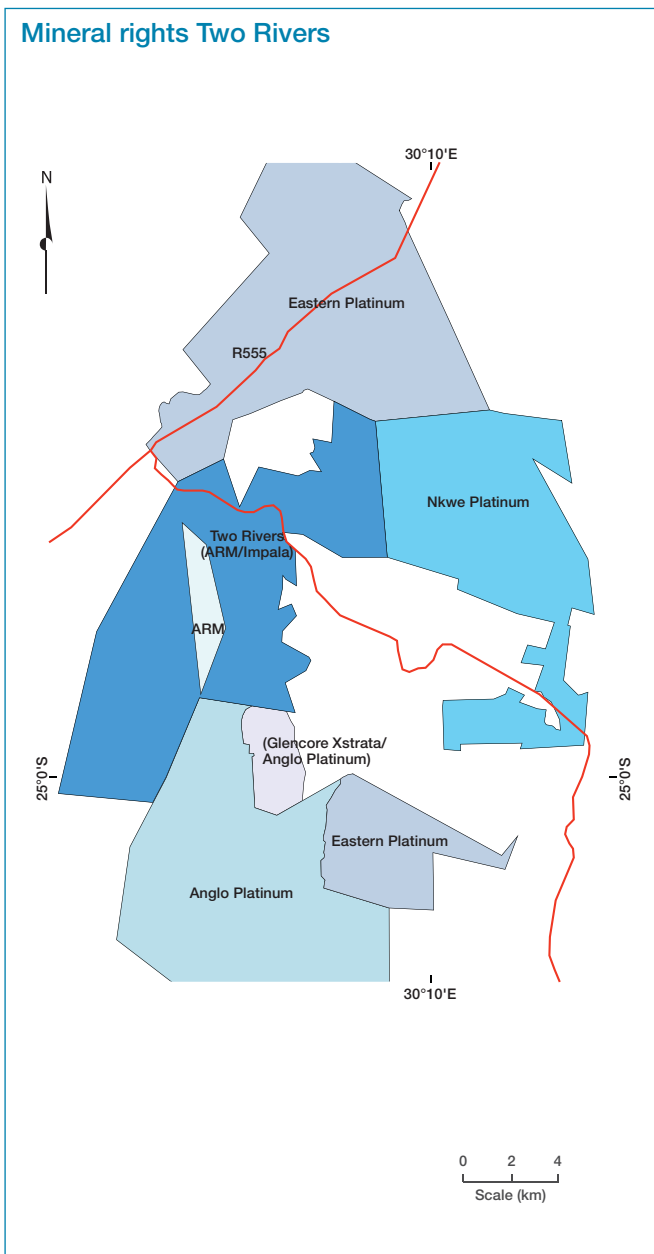 Mineral rights Two Rivers
30°10'E
N
Eastern Platinum
R555
Nkwe Platinum
Two Rivers
(ARM/Impala)
ARM
(Glencore Xstrata/
Anglo Platinum)
25°0'S
25°0'S
Eastern Platinum
Anglo Platinum
30°10'E
0 2 4
Scale (km)